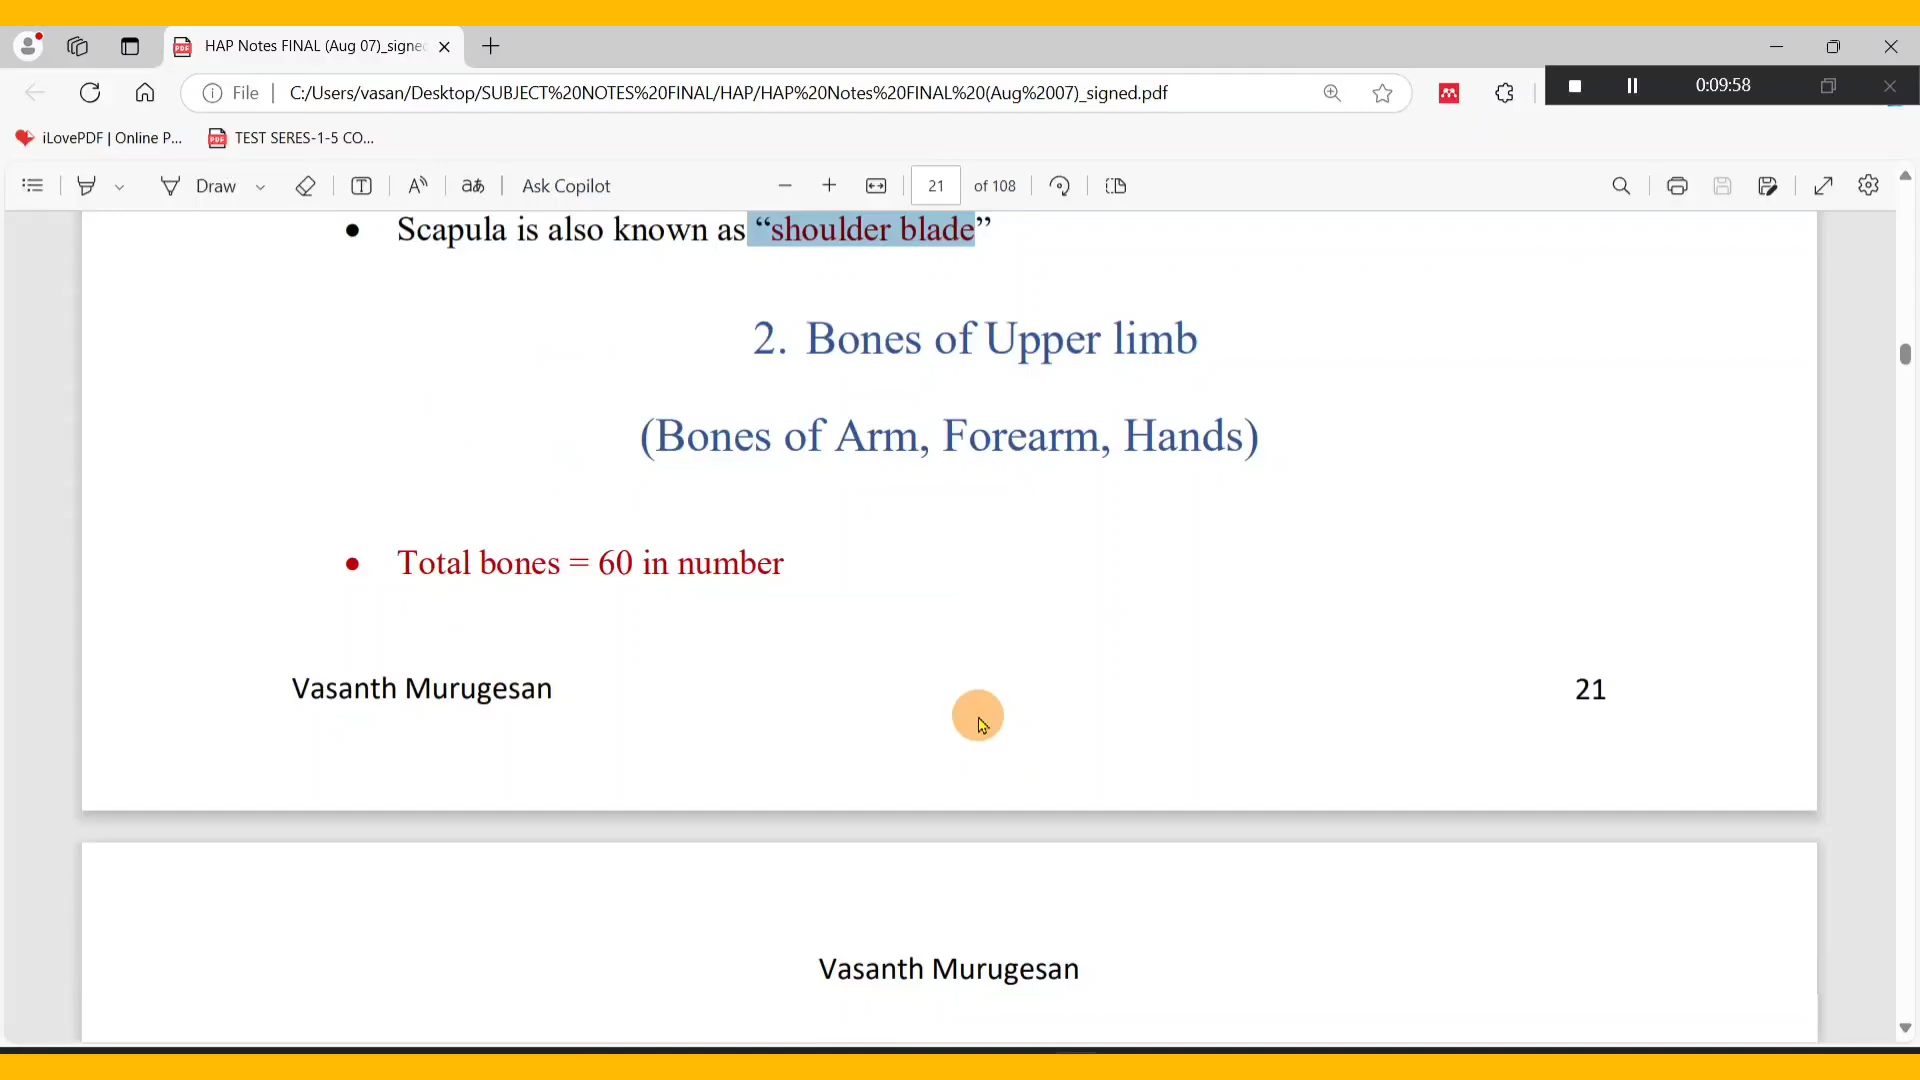 HAP Notes FINAL (Aug 07)_signe
File
C:/Users/vasan/Desktop/SUBJECT%20NOTES%20FINAL/HAP/HAP%20Notes%20FINAL%20(Aug%2007)_signed.pdf
0:09:58
iLovePDF | Online P...
TEST SERES-1-5 CO...
Draw
Ask Copilot
21
of 108
• Scapula is also known as “shoulder blade”
2. Bones of Upper limb
(Bones of Arm, Forearm, Hands)
• Total bones = 60 in number
Vasanth Murugesan
21
Vasanth Murugesan